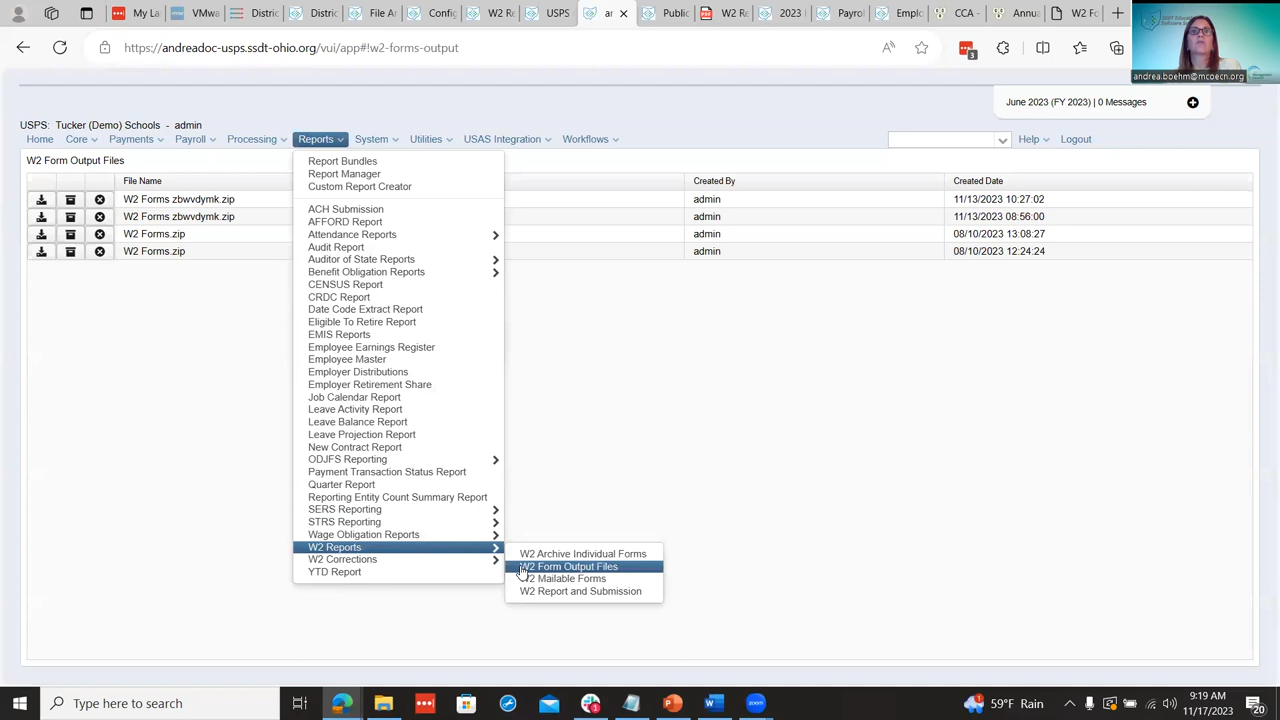 My La
VMwa
District
District
File Ar
Config
W2 Re
USPS
ar
Public
W2 Re
2023
Payro
Emplo
CCA -
Annua
W2 Fo
https://andreadoc-usps.ssdt-ohio.org/vui/app#!w2-forms-output
3
andrea.boehm@mcoecn.org
June 2023 (FY 2023) | 0 Messages
USPS: Tucker (Demo) Schools - admin
Home Core Payments Payroll Processing Reports System Utilities USAS Integration Workflows Help Logout
W2 Form Output Files
File Name Created By Created Date
W2 Forms zbwvdymk.zip admin 11/13/2023 10:27:02
W2 Forms zbwvdymk.zip admin 11/13/2023 08:56:00
W2 Forms.zip admin 08/10/2023 13:08:27
W2 Forms.zip admin 08/10/2023 12:24:24
Report Bundles
Report Manager
Custom Report Creator
ACH Submission
AFFORD Report
Attendance Reports
Audit Report
Auditor of State Reports
Benefit Obligation Reports
CENSUS Report
CRDC Report
Date Code Extract Report
Eligible To Retire Report
EMIS Reports
Employee Earnings Register
Employee Master
Employer Distributions
Employer Retirement Share
Job Calendar Report
Leave Activity Report
Leave Balance Report
Leave Projection Report
New Contract Report
ODJFS Reporting
Payment Transaction Status Report
Quarter Report
Reporting Entity Count Summary Report
SERS Reporting
STRS Reporting
Wage Obligation Reports
W2 Reports
W2 Corrections
YTD Report
W2 Archive Individual Forms
W2 Form Output Files
W2 Mailable Forms
W2 Report and Submission
Type here to search
zoom
59°F Rain
9:19 AM
11/17/2023
20